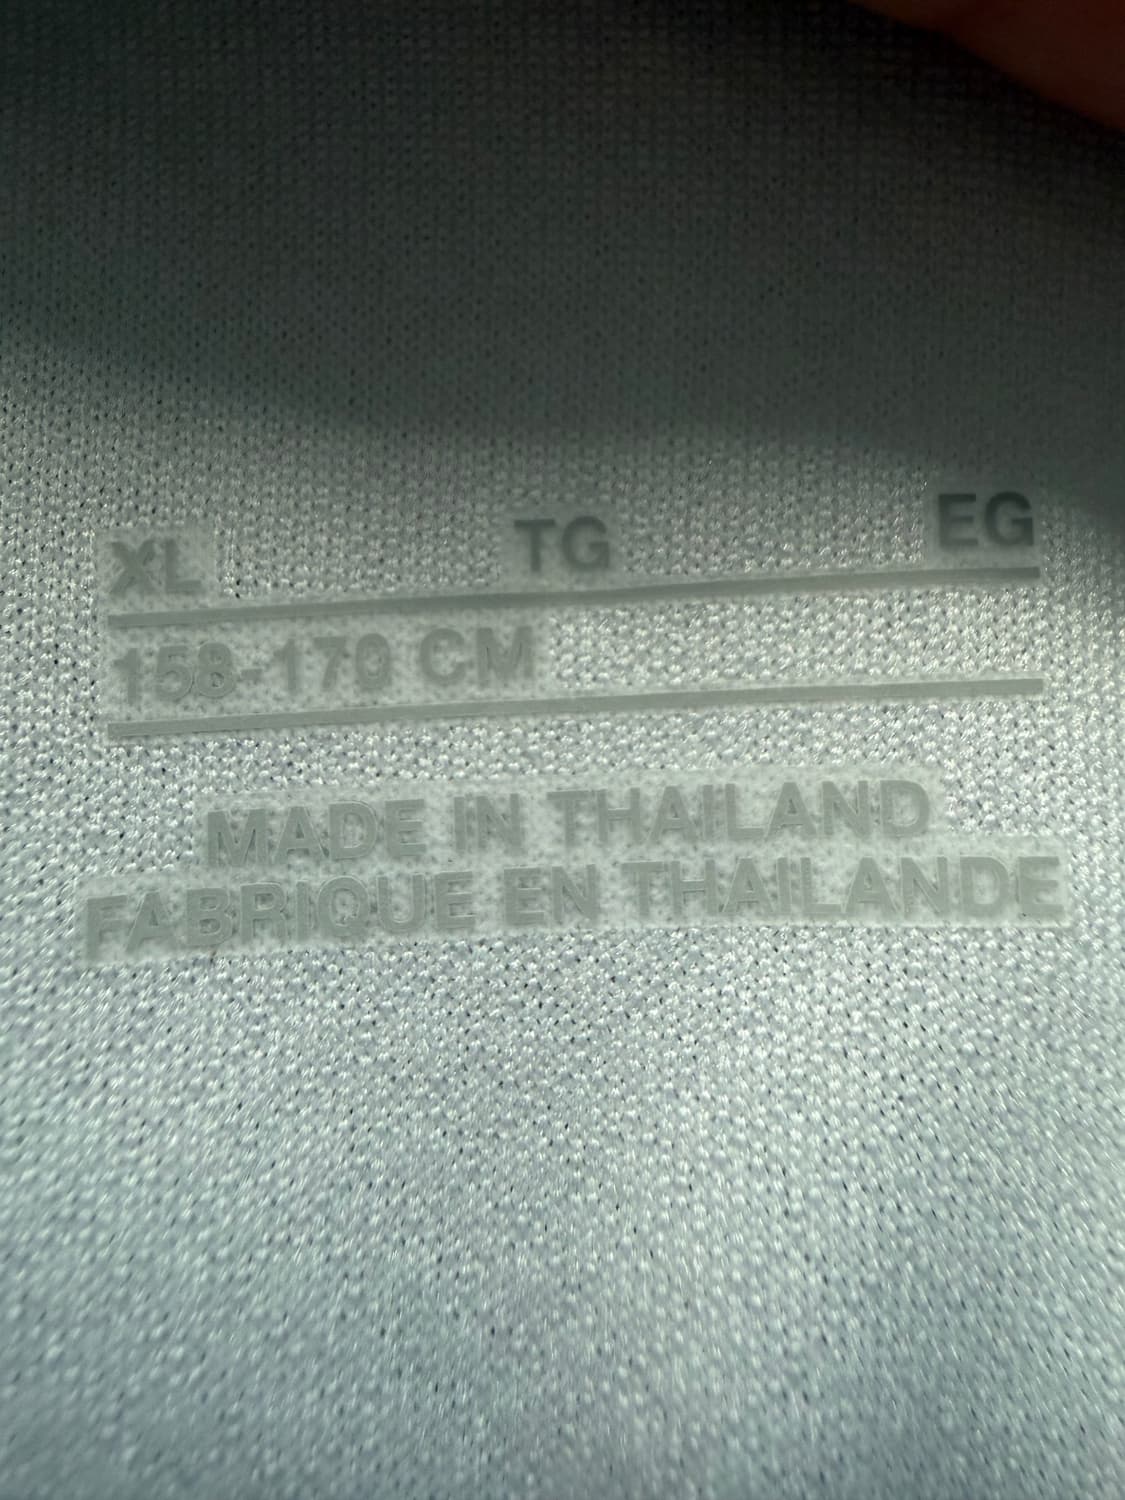 XL TG EG
158-170 CM
MADE IN THAILAND
FABRIQUE EN THAILANDE